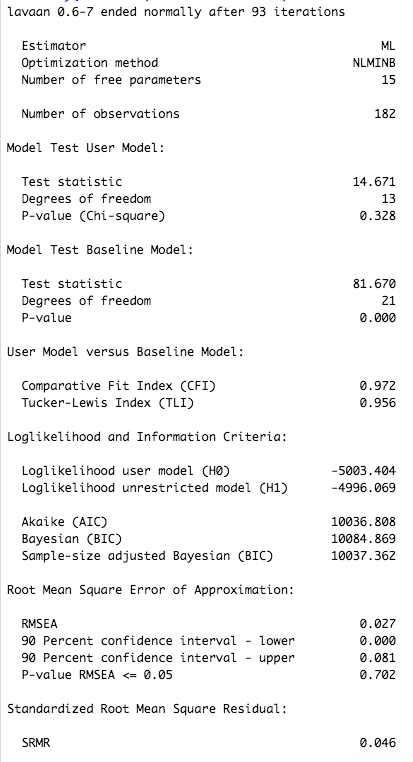 lavaan 0.6-7 ended normally after 93 iterations
Estimator ML
Optimization method NLMINB
Number of free parameters 15
Number of observations 182
Model Test User Model:
Test statistic 14.671
Degrees of freedom 13
P-value (Chi-square) 0.328
Model Test Baseline Model:
Test statistic 81.670
Degrees of freedom 21
P-value 0.000
User Model versus Baseline Model:
Comparative Fit Index (CFI) 0.972
Tucker-Lewis Index (TLI) 0.956
Loglikelihood and Information Criteria:
Loglikelihood user model (H0) -5003.404
Loglikelihood unrestricted model (H1) -4996.069
Akaike (AIC) 10036.808
Bayesian (BIC) 10084.869
Sample-size adjusted Bayesian (BIC) 10037.362
Root Mean Square Error of Approximation:
RMSEA 0.027
90 Percent confidence interval - lower 0.000
90 Percent confidence interval - upper 0.081
P-value RMSEA <= 0.05 0.702
Standardized Root Mean Square Residual:
SRMR 0.046